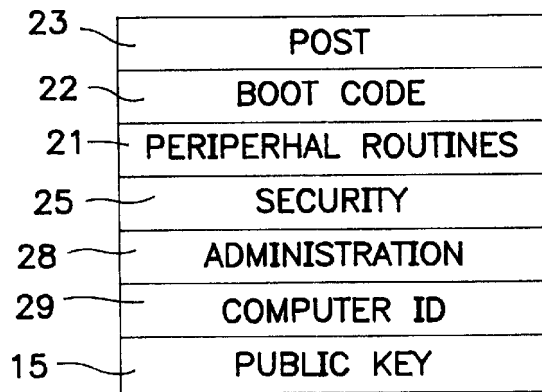 23 POST
22 BOOT CODE
21 PERIPERHAL ROUTINES
25 SECURITY
28 ADMINISTRATION
29 COMPUTER ID
15 PUBLIC KEY